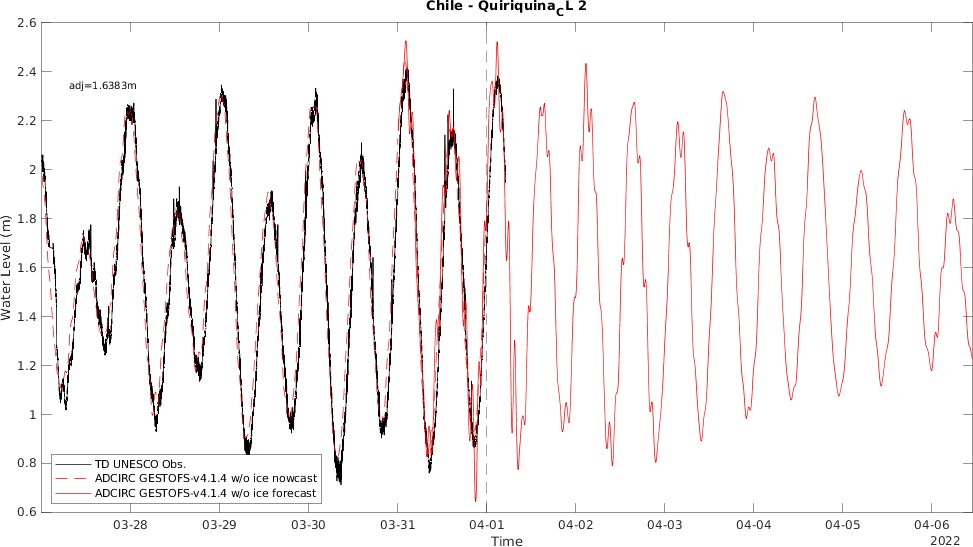 Chile - Quiriquina_CL 2
adj=1.6383m
2.6
2.4
2.2
2
1.8
1.6
1.4
1.2
1
0.8
0.6
Water Level (m)
TD UNESCO Obs.
ADCIRC GESTOFS-v4.1.4 w/o ice nowcast
ADCIRC GESTOFS-v4.1.4 w/o ice forecast
03-28 03-29 03-30 03-31 04-01 04-02 04-03 04-04 04-05 04-06
Time
2022